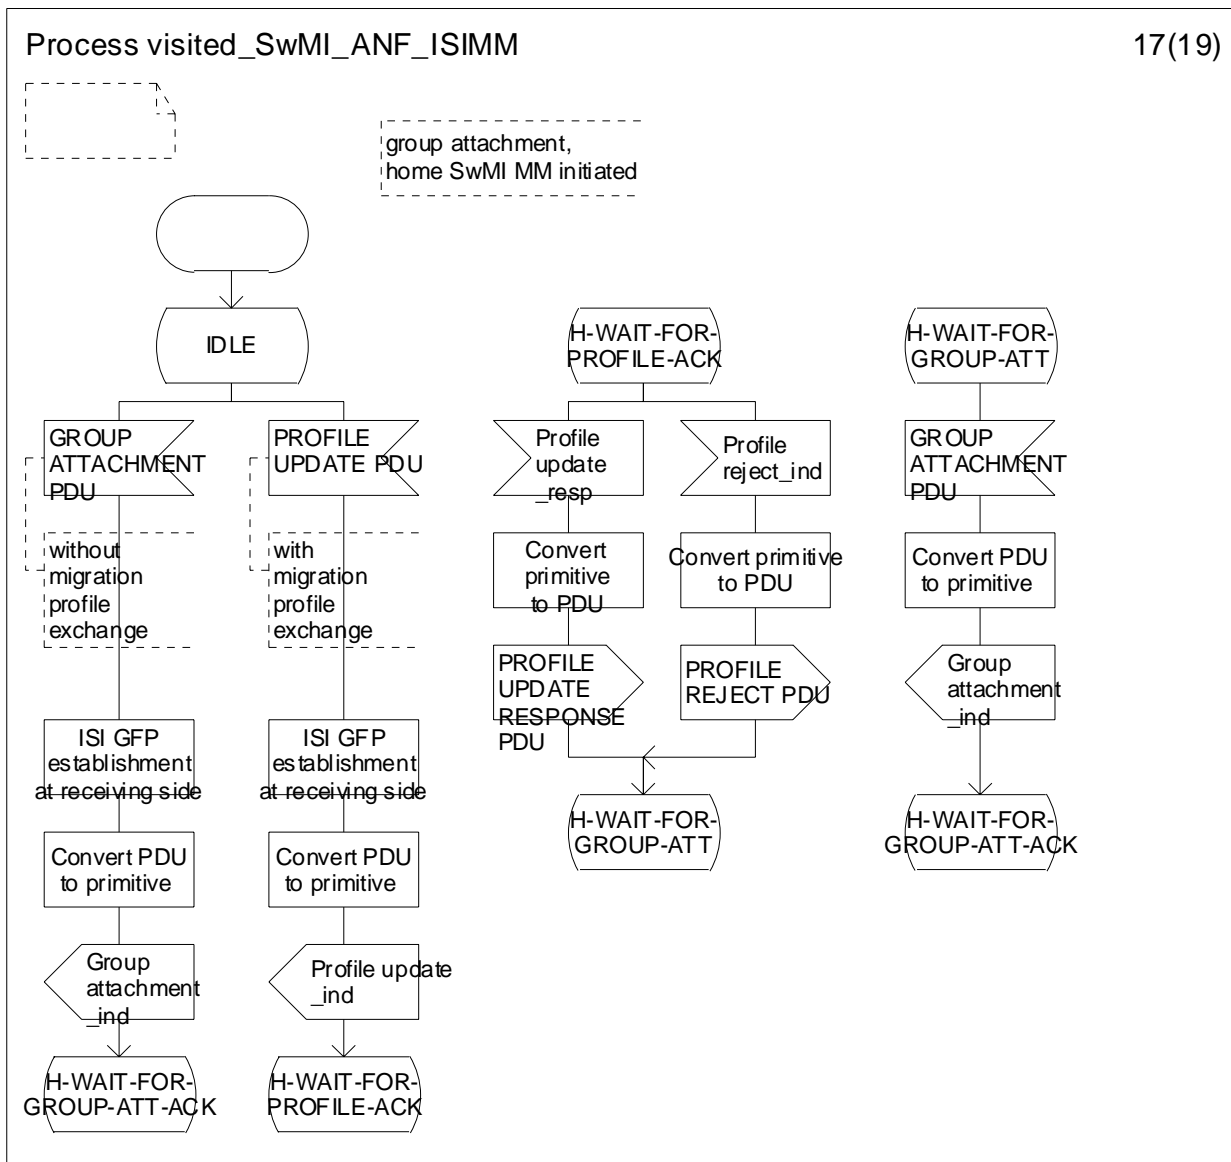 Process visited_SwMI_ANF_ISIMM
17(19)
group attachment,
home SwMI MM initiated
IDLE
GROUP
ATTACHMENT
PDU
without
migration
profile
exchange
ISI GFP
establishment
at receiving side
Convert PDU
to primitive
Group
attachment
_ind
H-WAIT-FOR-
GROUP-ATT-ACK
PROFILE
UPDATE PDU
with
migration
profile
exchange
ISI GFP
establishment
at receiving side
Convert PDU
to primitive
Profile update
_ind
H-WAIT-FOR-
PROFILE-ACK
H-WAIT-FOR-
PROFILE-ACK
Profile
update
_resp
Convert
primitive
to PDU
PROFILE
UPDATE
RESPONSE
PDU
Profile
reject_ind
Convert primitive
to PDU
PROFILE
REJECT PDU
H-WAIT-FOR-
GROUP-ATT
H-WAIT-FOR-
GROUP-ATT
GROUP
ATTACHMENT
PDU
Convert PDU
to primitive
Group
attachment
_ind
H-WAIT-FOR-
GROUP-ATT-ACK